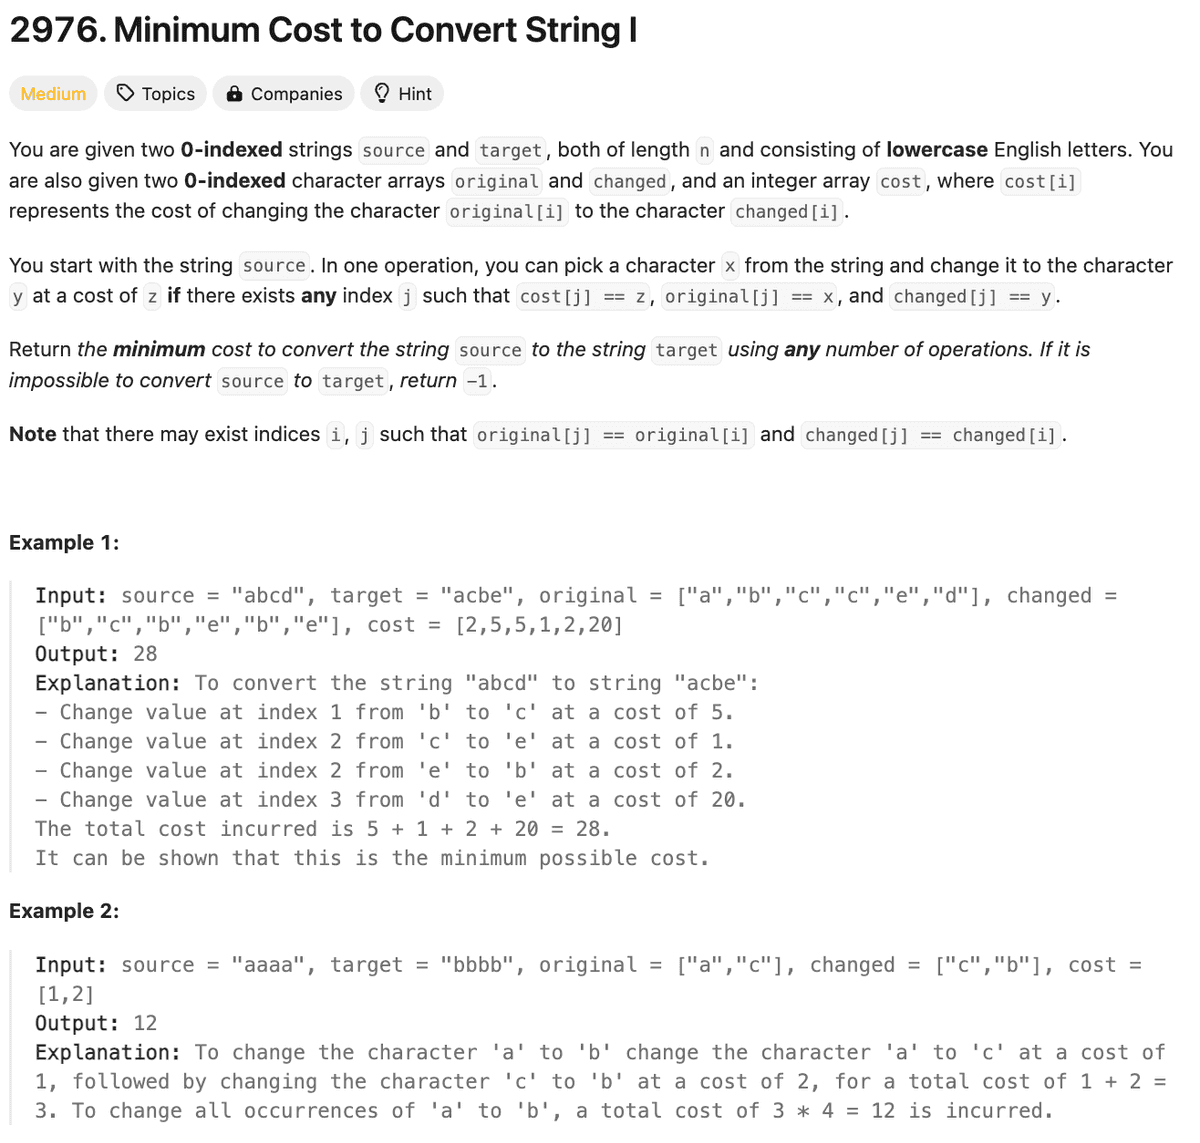 2976. Minimum Cost to Convert String I
Medium Topics Companies Hint
You are given two 0-indexed strings source and target, both of length n and consisting of lowercase English letters. You
are also given two 0-indexed character arrays original and changed, and an integer array cost, where cost[i]
represents the cost of changing the character original[i] to the character changed[i].
You start with the string source. In one operation, you can pick a character x from the string and change it to the character
y at a cost of z if there exists any index j such that cost[j] == z, original[j] == x, and changed[j] == y.
Return the minimum cost to convert the string source to the string target using any number of operations. If it is
impossible to convert source to target, return -1.
Note that there may exist indices i, j such that original[j] == original[i] and changed[j] == changed[i].
Example 1:
Input: source = "abcd", target = "acbe", original = ["a","b","c","c","e","d"], changed =
["b","c","b","e","b","e"], cost = [2,5,5,1,2,20]
Output: 28
Explanation: To convert the string "abcd" to string "acbe":
- Change value at index 1 from 'b' to 'c' at a cost of 5.
- Change value at index 2 from 'c' to 'e' at a cost of 1.
- Change value at index 2 from 'e' to 'b' at a cost of 2.
- Change value at index 3 from 'd' to 'e' at a cost of 20.
The total cost incurred is 5 + 1 + 2 + 20 = 28.
It can be shown that this is the minimum possible cost.
Example 2:
Input: source = "aaaa", target = "bbbb", original = ["a","c"], changed = ["c","b"], cost =
[1,2]
Output: 12
Explanation: To change the character 'a' to 'b' change the character 'a' to 'c' at a cost of
1, followed by changing the character 'c' to 'b' at a cost of 2, for a total cost of 1 + 2 =
3. To change all occurrences of 'a' to 'b', a total cost of 3 * 4 = 12 is incurred.